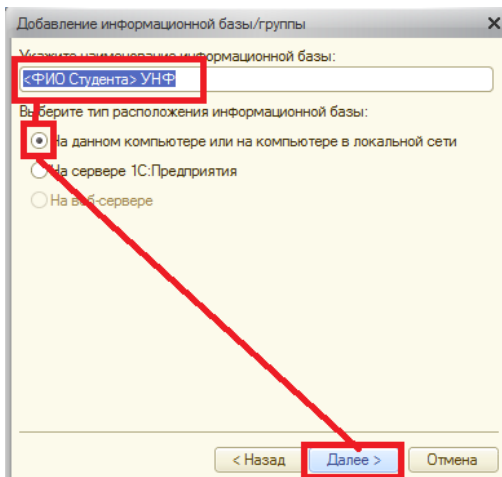 Добавление информационной базы/группы
Укажите наименование информационной базы:
<ФИО Студента> УНФ
Выберите тип расположения информационной базы:
На данном компьютере или на компьютере в локальной сети
На сервере 1С:Предприятия
На веб-сервере
< Назад Далее > Отмена